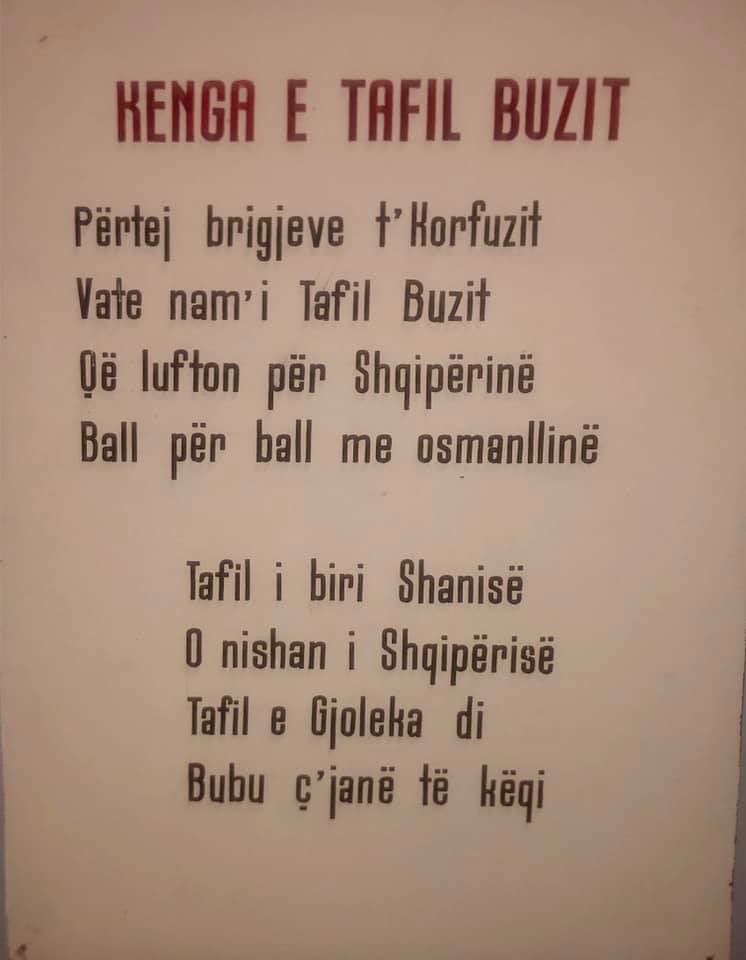 KENGA E TAFIL BUZIT
Përtej brigjeve t'Korfuzit
Vate nam'i Tafil Buzit
Që lufton për Shqipërinë
Ball për ball me osmanllinë
Tafil i biri Shanisë
O nishan i Shqipërisë
Tafil e Gjoleka di
Bubu ç'janë të këqi